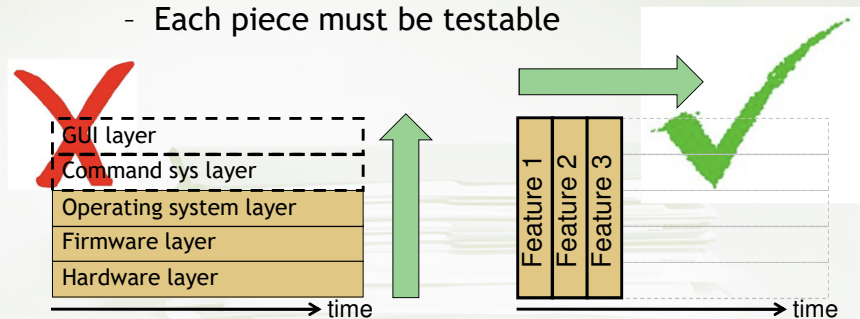 - Each piece must be testable
GUI layer
Command sys layer
Operating system layer
Firmware layer
Hardware layer
time
Feature 1
Feature 2
Feature 3
time